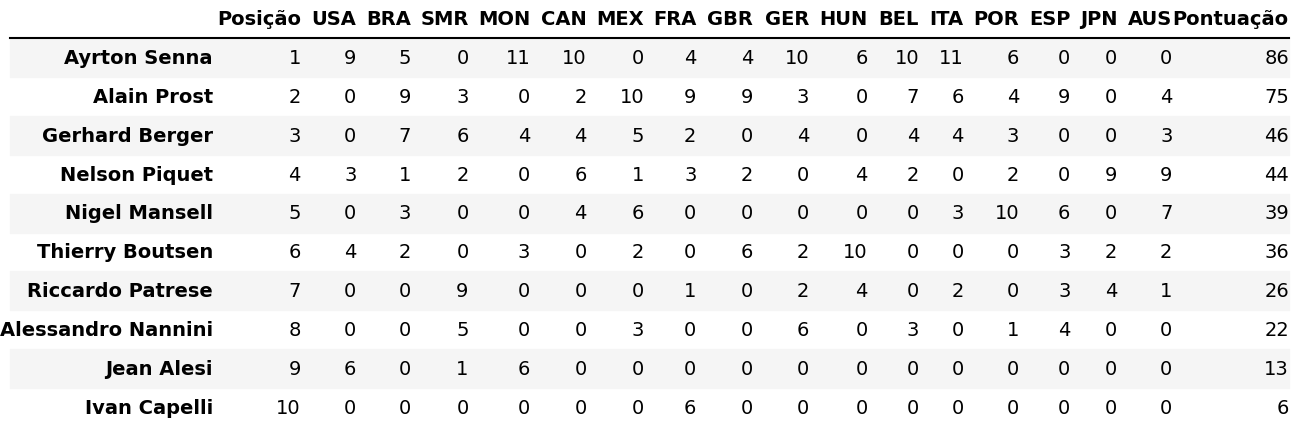 Posição USA BRA SMR MON CAN MEX FRA GBR GER HUN BEL ITA POR ESP JPN AUS Pontuação
Ayrton Senna 1 9 5 0 11 10 0 4 4 10 6 10 11 6 0 0 0 86
Alain Prost 2 0 9 3 0 2 10 9 9 3 0 7 6 4 9 0 4 75
Gerhard Berger 3 0 7 6 4 4 5 2 0 4 0 4 4 3 0 0 3 46
Nelson Piquet 4 3 1 2 0 6 1 3 2 0 4 2 0 2 0 9 9 44
Nigel Mansell 5 0 3 0 0 4 6 0 0 0 0 0 3 10 6 0 7 39
Thierry Boutsen 6 4 2 0 3 0 2 0 6 2 10 0 0 0 3 2 2 36
Riccardo Patrese 7 0 0 9 0 0 0 1 0 2 4 0 2 0 3 4 1 26
Alessandro Nannini 8 0 0 5 0 0 3 0 0 6 0 3 0 1 4 0 0 22
Jean Alesi 9 6 0 1 6 0 0 0 0 0 0 0 0 0 0 0 0 13
Ivan Capelli 10 0 0 0 0 0 0 6 0 0 0 0 0 0 0 0 0 6